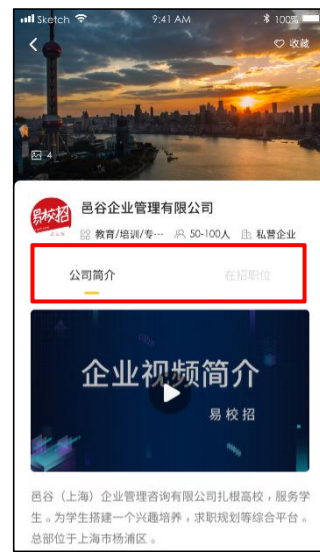 Sketch 9:41 AM 100%
收藏
4
易校招
邑谷企业管理有限公司
教育/培训/专… 50-100人 私营企业
公司简介 在招职位
企业视频简介
易校招
邑谷（上海）企业管理咨询有限公司扎根高校，服务学
生。为学生搭建一个兴趣培养，求职规划等综合平台。
总部位于上海市杨浦区。